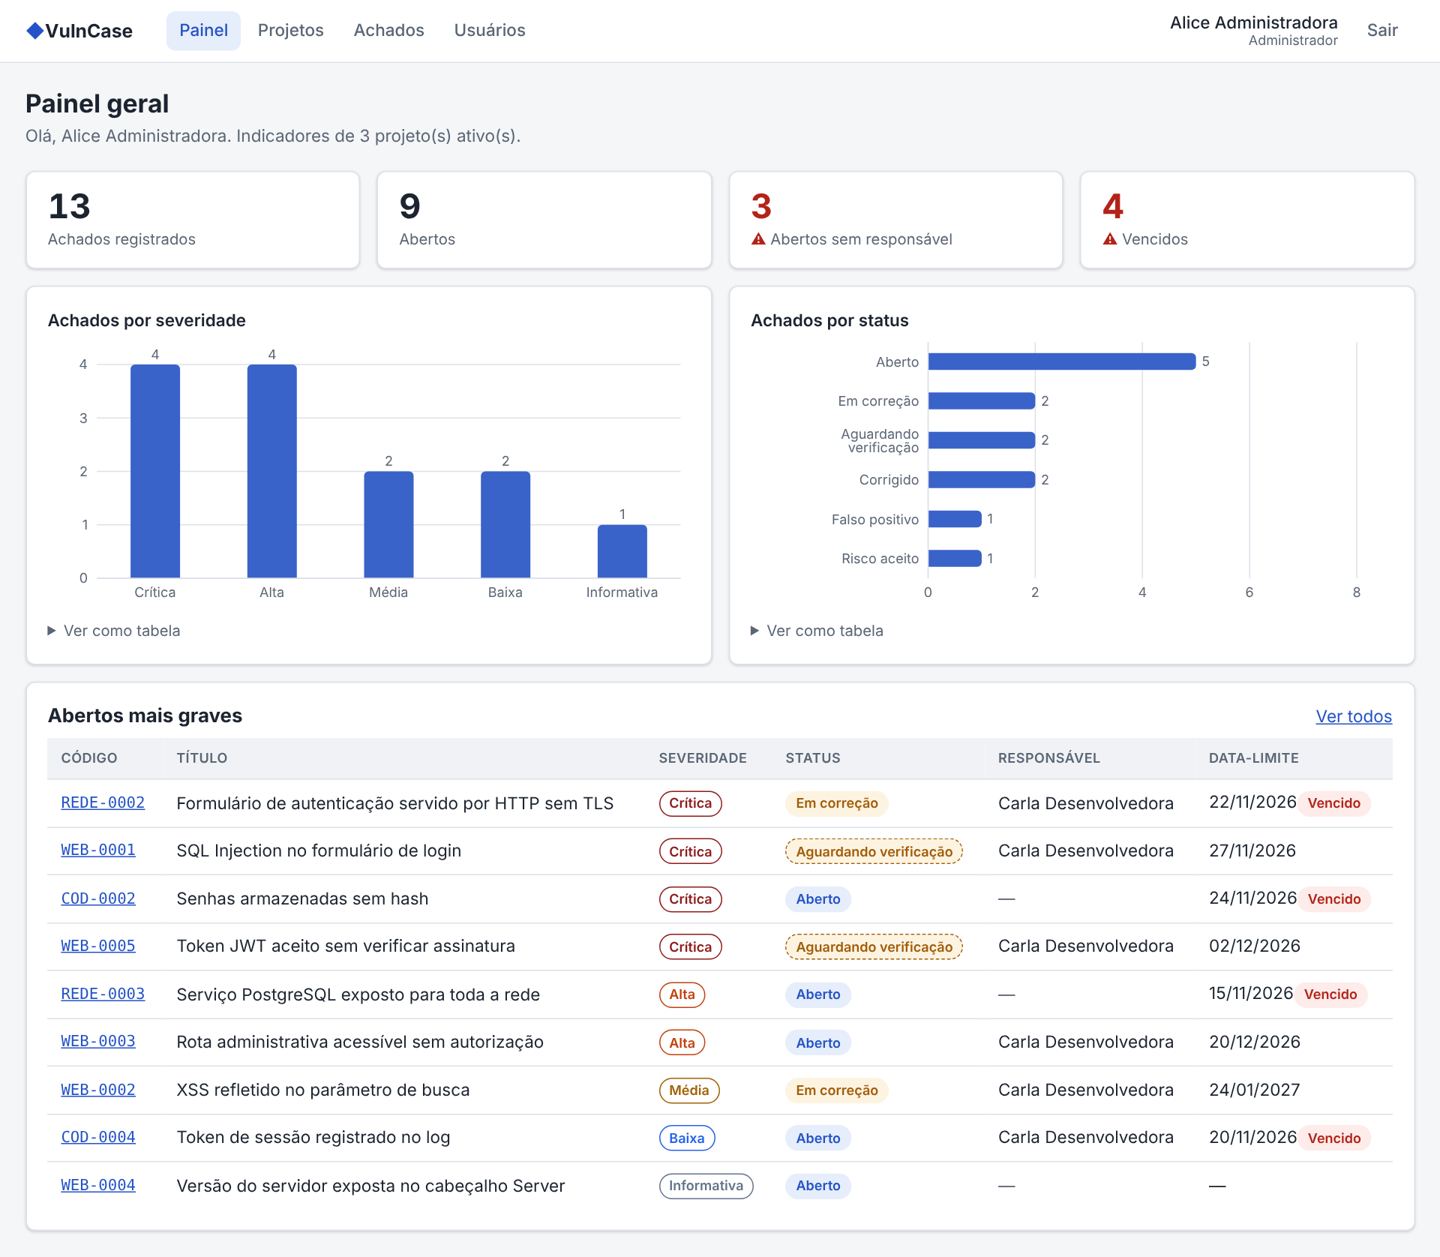 VulnCase
Painel
Projetos
Achados
Usuários
Alice Administradora
Administrador
Sair
Painel geral
Olá, Alice Administradora. Indicadores de 3 projeto(s) ativo(s).
13
Achados registrados
9
Abertos
3
Abertos sem responsável
4
Vencidos
Achados por severidade
4
3
2
1
0
4
4
2
2
1
Crítica
Alta
Média
Baixa
Informativa
Ver como tabela
Achados por status
Aberto
5
Em correção
2
Aguardando
verificação
2
Corrigido
2
Falso positivo
1
Risco aceito
1
0
2
4
6
8
Ver como tabela
Abertos mais graves
Ver todos
CÓDIGO TÍTULO SEVERIDADE STATUS RESPONSÁVEL DATA-LIMITE
REDE-0002 Formulário de autenticação servido por HTTP sem TLS Crítica Em correção Carla Desenvolvedora 22/11/2026 Vencido
WEB-0001 SQL Injection no formulário de login Crítica Aguardando verificação Carla Desenvolvedora 27/11/2026
COD-0002 Senhas armazenadas sem hash Crítica Aberto — 24/11/2026 Vencido
WEB-0005 Token JWT aceito sem verificar assinatura Crítica Aguardando verificação Carla Desenvolvedora 02/12/2026
REDE-0003 Serviço PostgreSQL exposto para toda a rede Alta Aberto — 15/11/2026 Vencido
WEB-0003 Rota administrativa acessível sem autorização Alta Aberto Carla Desenvolvedora 20/12/2026
WEB-0002 XSS refletido no parâmetro de busca Média Em correção Carla Desenvolvedora 24/01/2027
COD-0004 Token de sessão registrado no log Baixa Aberto Carla Desenvolvedora 20/11/2026 Vencido
WEB-0004 Versão do servidor exposta no cabeçalho Server Informativa Aberto — —